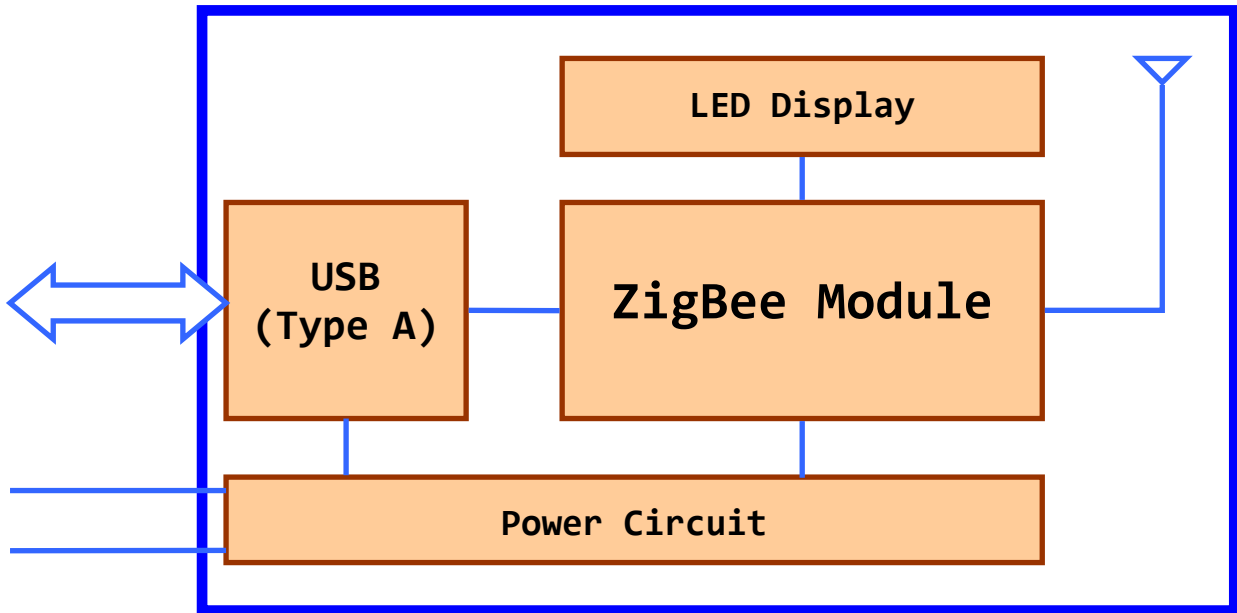 LED Display
USB
(Type A)
ZigBee Module
Power Circuit